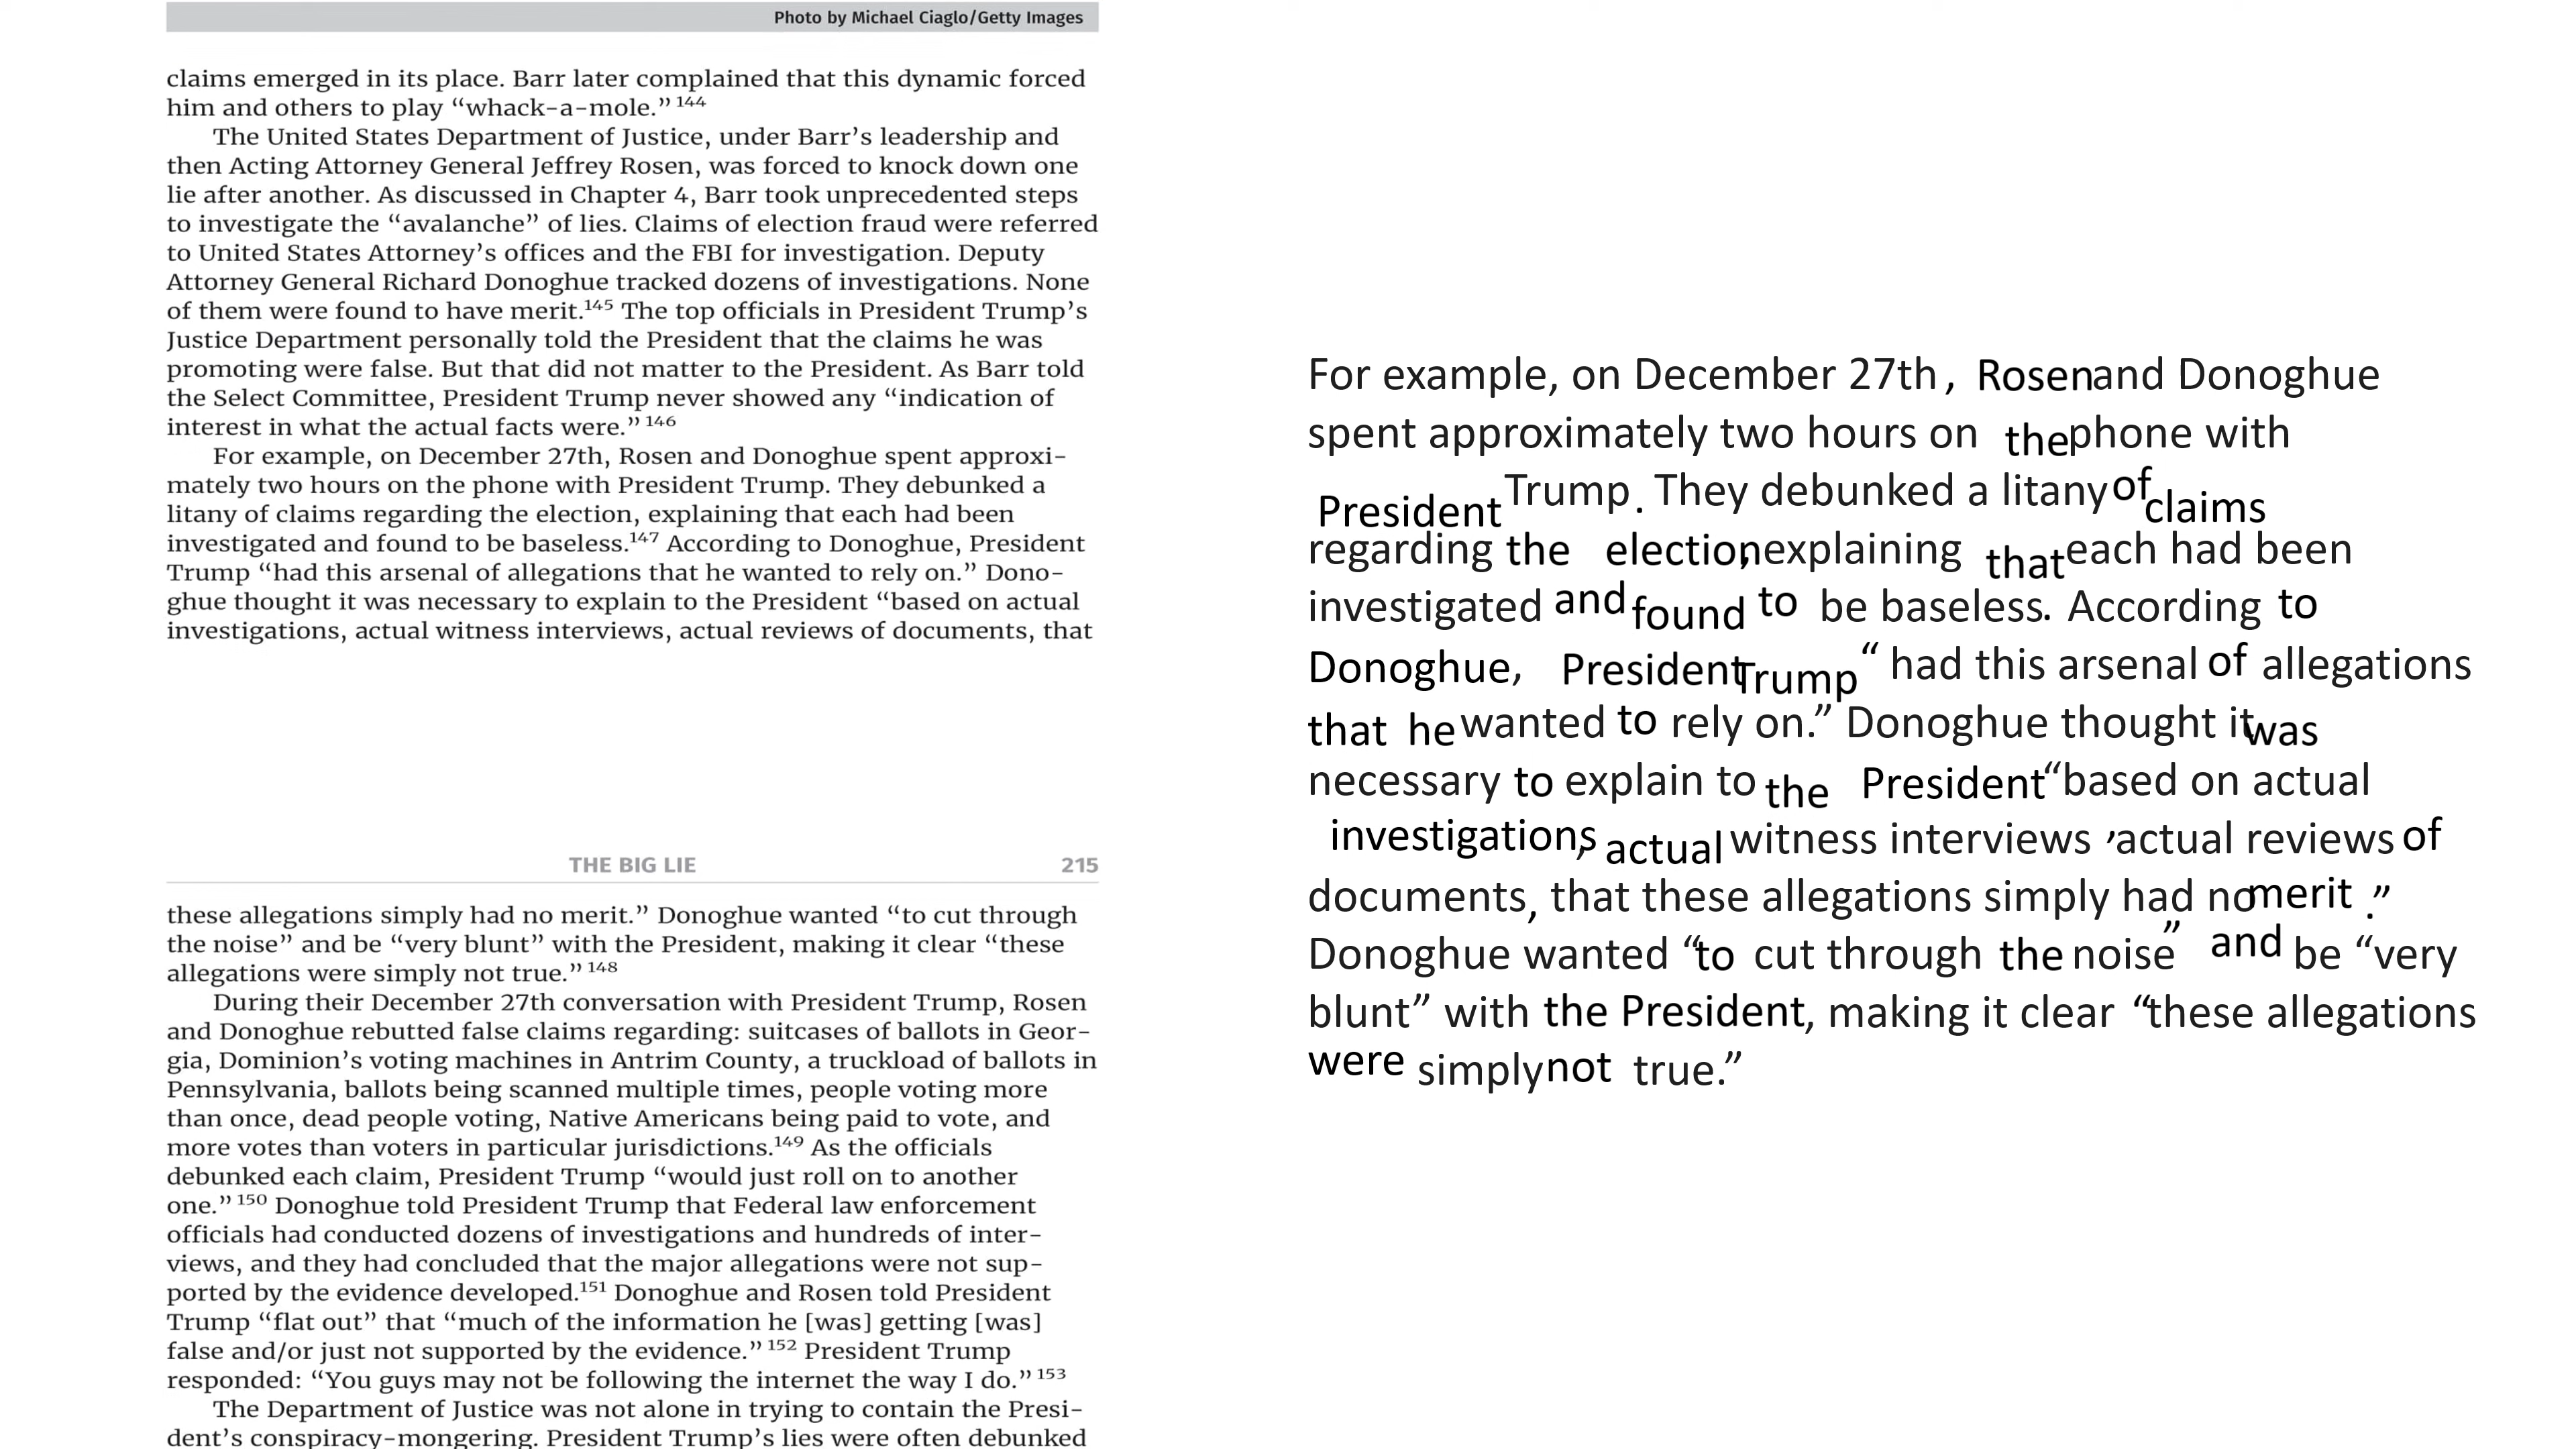 Photo by Michael Ciaglo/Getty Images
claims emerged in its place. Barr later complained that this dynamic forced
him and others to play “whack-a-mole.” 144
The United States Department of Justice, under Barr’s leadership and
then Acting Attorney General Jeffrey Rosen, was forced to knock down one
lie after another. As discussed in Chapter 4, Barr took unprecedented steps
to investigate the “avalanche” of lies. Claims of election fraud were referred
to United States Attorney’s offices and the FBI for investigation. Deputy
Attorney General Richard Donoghue tracked dozens of investigations. None
of them were found to have merit.145 The top officials in President Trump’s
Justice Department personally told the President that the claims he was
promoting were false. But that did not matter to the President. As Barr told
the Select Committee, President Trump never showed any “indication of
interest in what the actual facts were.” 146
For example, on December 27th, Rosen and Donoghue spent approxi-
mately two hours on the phone with President Trump. They debunked a
litany of claims regarding the election, explaining that each had been
investigated and found to be baseless.147 According to Donoghue, President
Trump “had this arsenal of allegations that he wanted to rely on.” Dono-
ghue thought it was necessary to explain to the President “based on actual
investigations, actual witness interviews, actual reviews of documents, that
THE BIG LIE 215
these allegations simply had no merit.” Donoghue wanted “to cut through
the noise” and be “very blunt” with the President, making it clear “these
allegations were simply not true.” 148
During their December 27th conversation with President Trump, Rosen
and Donoghue rebutted false claims regarding: suitcases of ballots in Geor-
gia, Dominion’s voting machines in Antrim County, a truckload of ballots in
Pennsylvania, ballots being scanned multiple times, people voting more
than once, dead people voting, Native Americans being paid to vote, and
more votes than voters in particular jurisdictions.149 As the officials
debunked each claim, President Trump “would just roll on to another
one.” 150 Donoghue told President Trump that Federal law enforcement
officials had conducted dozens of investigations and hundreds of inter-
views, and they had concluded that the major allegations were not sup-
ported by the evidence developed.151 Donoghue and Rosen told President
Trump “flat out” that “much of the information he [was] getting [was]
false and/or just not supported by the evidence.” 152 President Trump
responded: “You guys may not be following the internet the way I do.” 153
The Department of Justice was not alone in trying to contain the Presi-
dent’s conspiracy-mongering. President Trump’s lies were often debunked
For example, on December 27th, Rosen and Donoghue
spent approximately two hours on the phone with
President Trump. They debunked a litany of claims
regarding the election, explaining that each had been
investigated and found to be baseless. According to
Donoghue, President Trump “had this arsenal of allegations
that he wanted to rely on.” Donoghue thought it was
necessary to explain to the President “based on actual
investigations, actual witness interviews, actual reviews of
documents, that these allegations simply had no merit.”
Donoghue wanted “to cut through the noise” and be “very
blunt” with the President, making it clear “these allegations
were simply not true.”